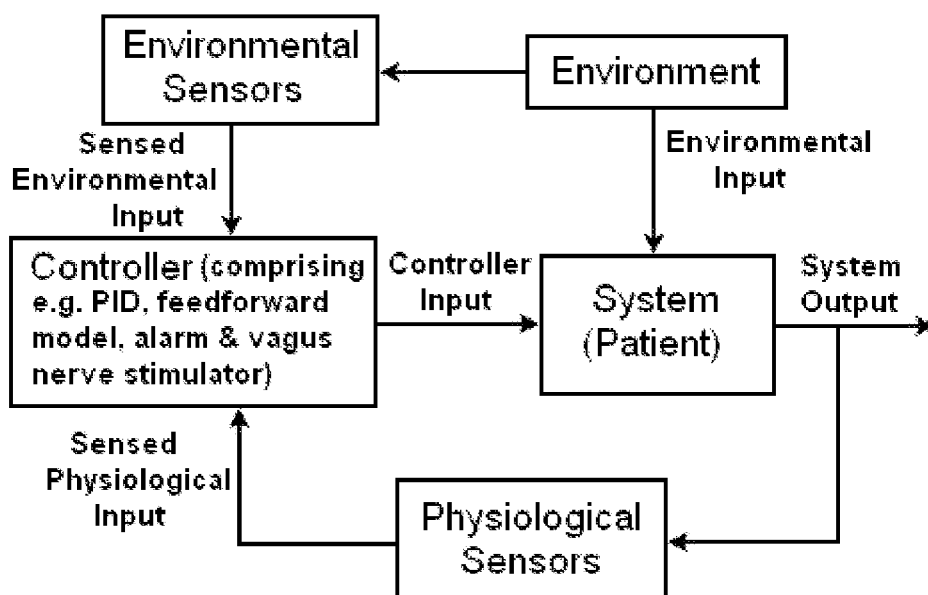 Environmental
Sensors
Environment
Sensed
Environmental
Input
Environmental
Input
Controller (comprising
e.g. PID, feedforward
model, alarm & vagus
nerve stimulator)
Controller
Input
System
(Patient)
System
Output
Sensed
Physiological
Input
Physiological
Sensors